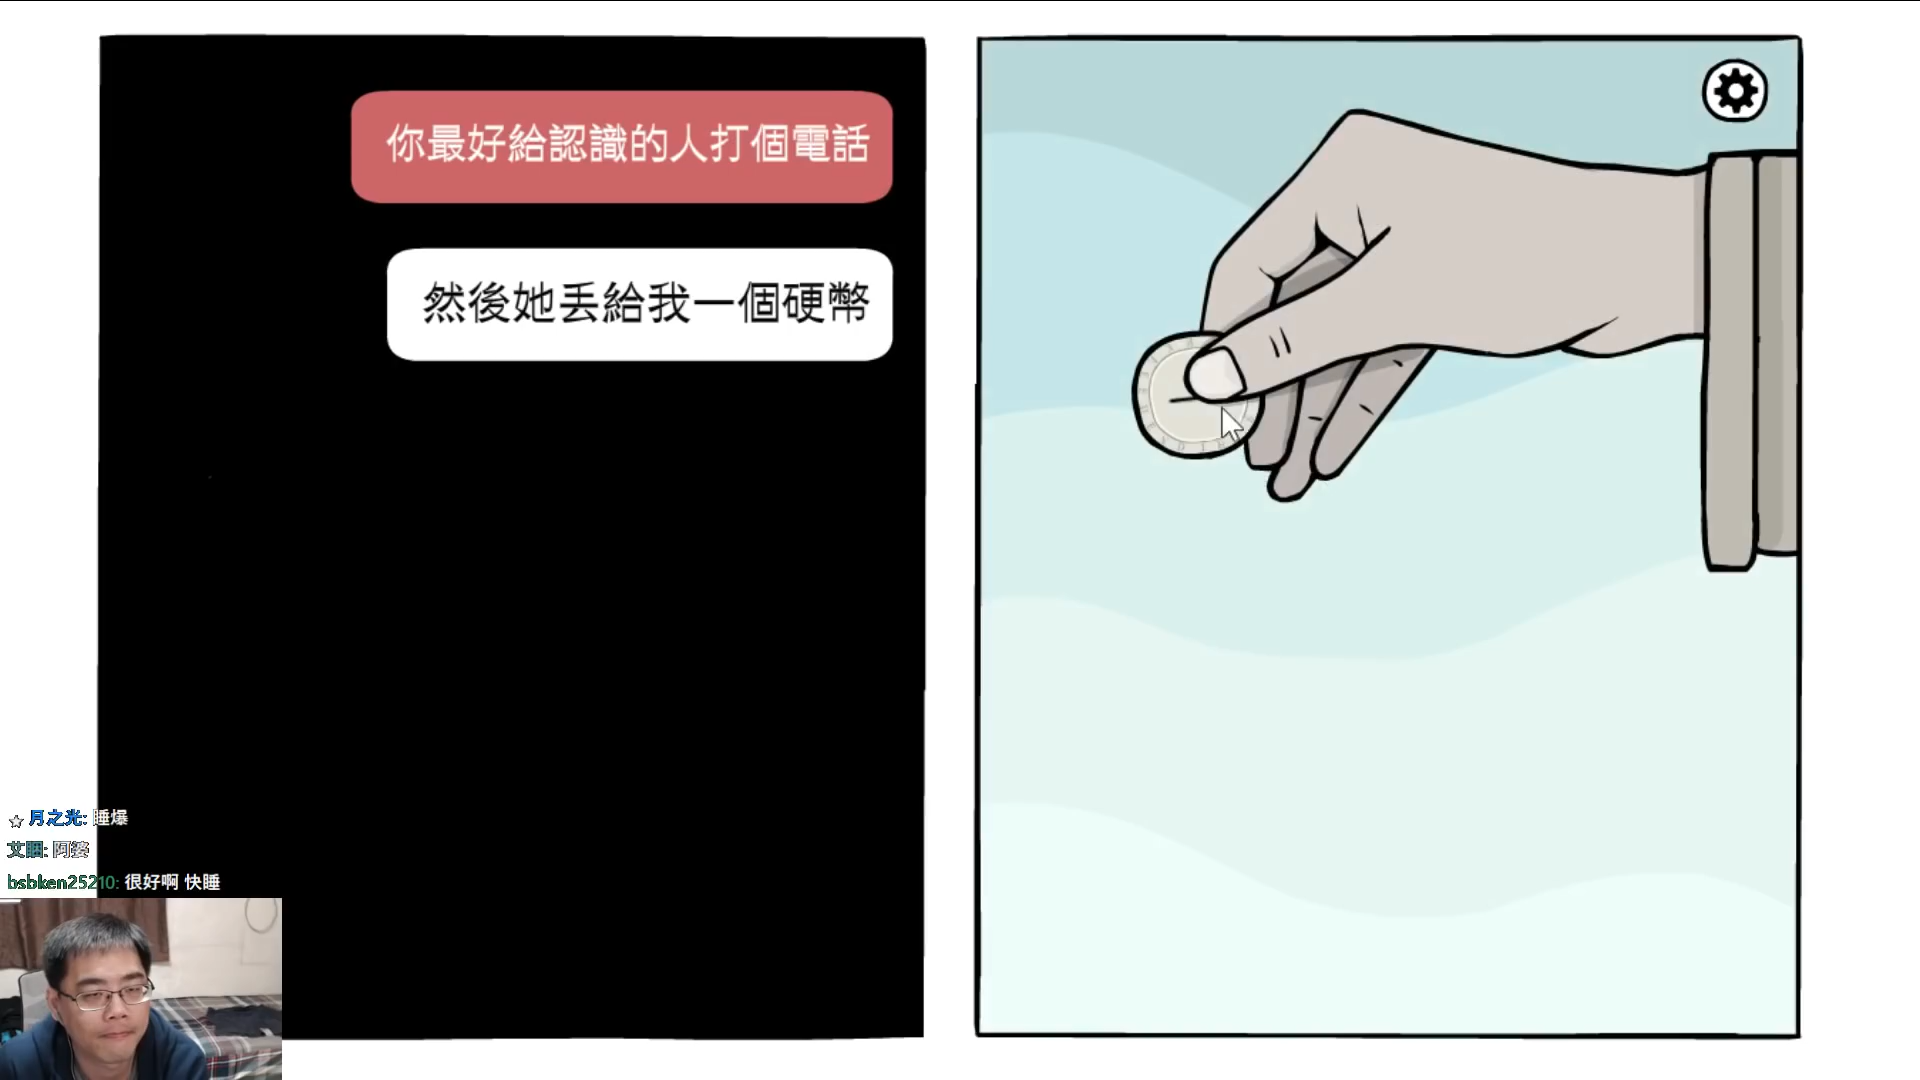 你最好給認識的人打個電話
然後她丟給我一個硬幣
月之光: 睡爆
艾睏: 阿婆
bsbken25210: 很好啊 快睡